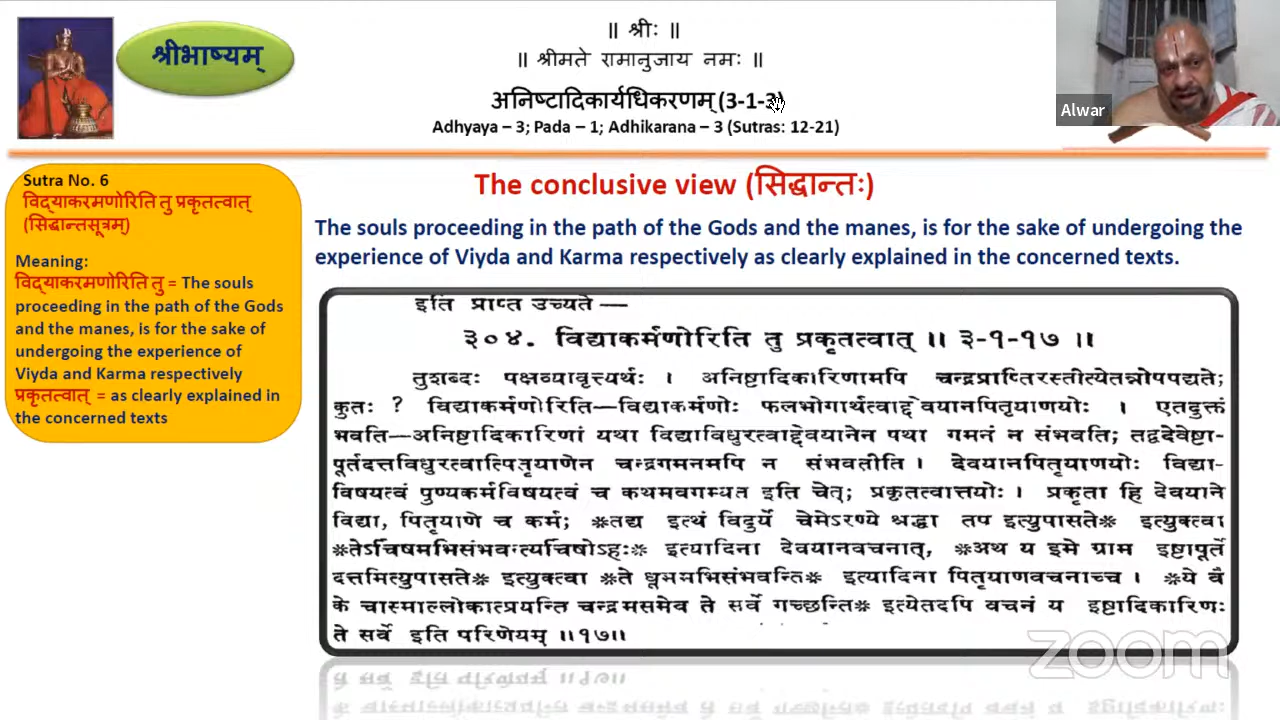 श्रीभाष्यम्
॥ श्रीः ॥
॥ श्रीमते रामानुजाय नमः ॥
अनिष्टादिकार्यधिकरणम् (3-1-3)
Adhyaya – 3; Pada – 1; Adhikarana – 3 (Sutras: 12-21)
Alwar
Sutra No. 6
विद्याकरमणोरिति तु प्रकृतत्वात्
(सिद्धान्तसूत्रम्)
Meaning:
विद्याकरमणोरिति तु = The souls
proceeding in the path of the Gods
and the manes, is for the sake of
undergoing the experience of
Viyda and Karma respectively
प्रकृतत्वात् = as clearly explained in
the concerned texts
The conclusive view (सिद्धान्तः)
The souls proceeding in the path of the Gods and the manes, is for the sake of undergoing the
experience of Viyda and Karma respectively as clearly explained in the concerned texts.
इति प्राप्त उच्यते —
३०४. विद्याकर्मणोरिति तु प्रकृतत्वात् ॥ ३-१-१७ ॥
तुशब्दः पक्षव्यावृत्त्यर्थः । अनिष्टादिकारिणामपि चन्द्रप्राप्तिरस्तीत्येतन्नोपपद्यते;
कुतः ? विद्याकर्मणोरिति—विद्याकर्मणोः फलभोगार्थत्वाद्देवयानपितृयाणयोः । एतदुक्तं
भवति—अनिष्टादिकारिणां यथा विद्याविधुरत्वाद्देवयानेन पथा गमनं न संभवति; तद्वदेवेष्टा-
पूर्तदत्तविधुरत्वात्पितृयाणेन चन्द्रगमनमपि न संभवतीति । देवयानपितृयाणयोः विद्या-
विषयत्वं पुण्यकर्मविषयत्वं च कथमवगम्यत इति चेत्; प्रकृतत्वात्तयोः । प्रकृता हि देवयाने
विद्या, पितृयाणे च कर्म; ❋तद्य इत्थं विदुर्ये चेमेऽरण्ये श्रद्धा तप इत्युपासते❋ इत्युक्त्वा
❋तेऽर्चिषमभिसंभवन्त्यर्चिषोऽहः❋ इत्यादिना देवयानवचनात्, ❋अथ य इमे ग्राम इष्टापूर्ते
दत्तमित्युपासते❋ इत्युक्त्वा ❋ते धूममभिसंभवन्ति❋ इत्यादिना पितृयाणवचनाच्च । ❋ये वै
के चास्माल्लोकात्प्रयन्ति चन्द्रमसमेव ते सर्वे गच्छन्ति❋ इत्येतदपि वचनं य इष्टादिकारिणः
ते सर्वे इति परिणेयम् ॥१७॥
zoom